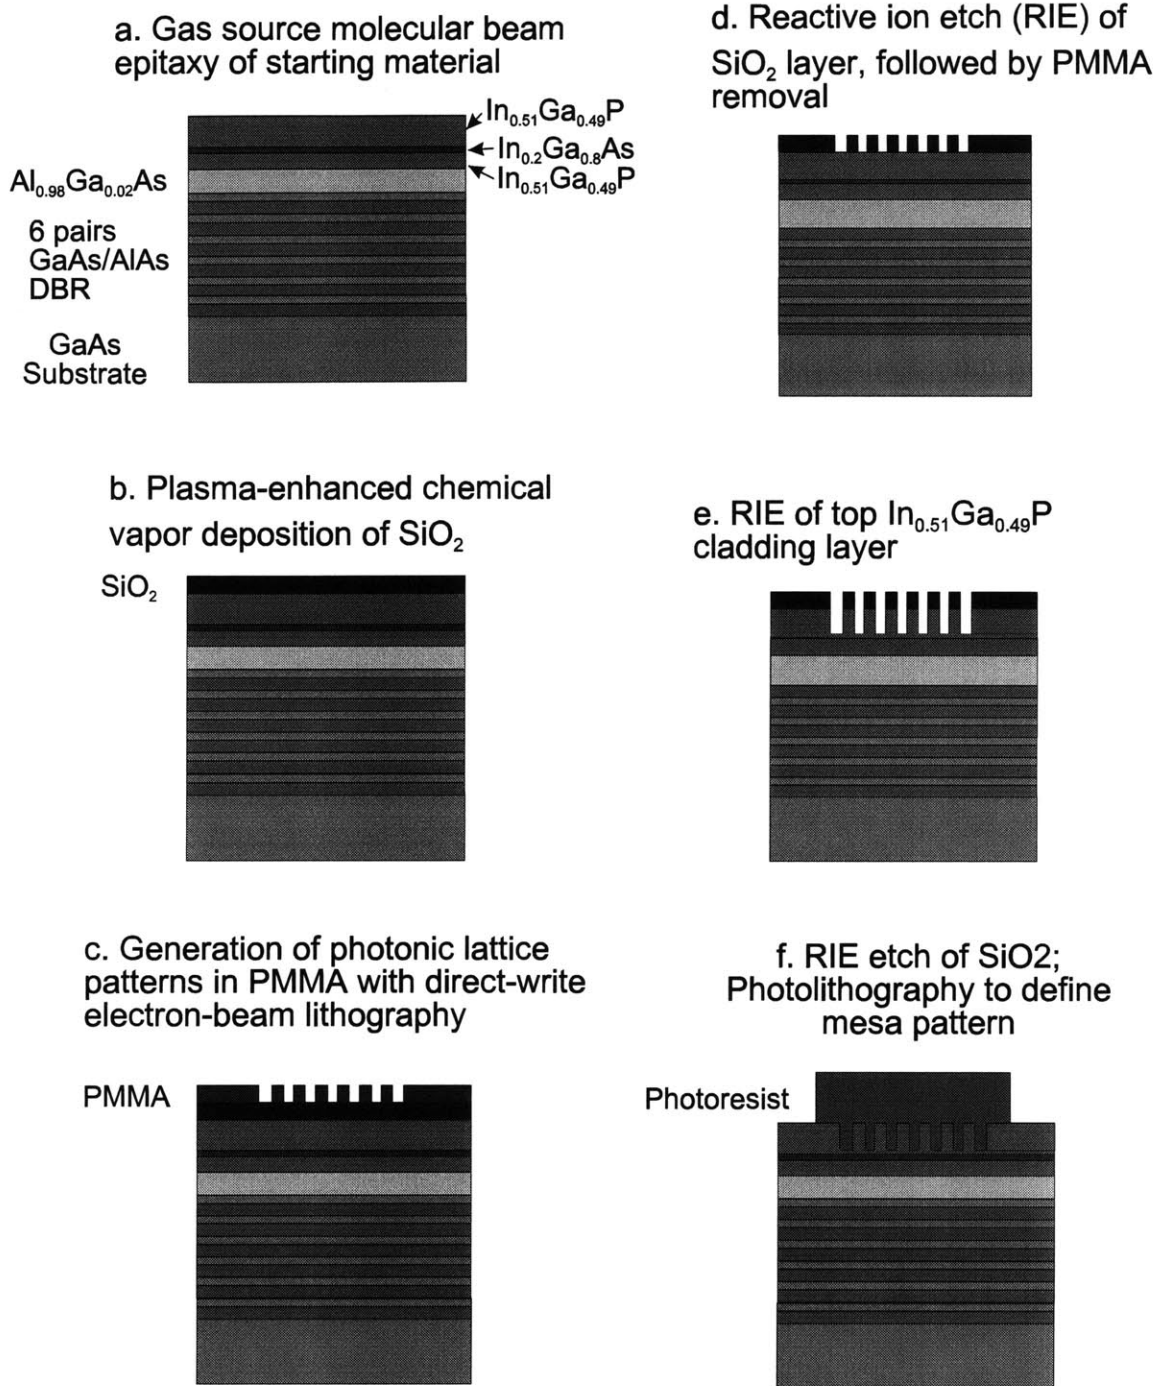 a. Gas source molecular beam
epitaxy of starting material
In₀.₅₁Ga₀.₄₉P
In₀.₂Ga₀.₈As
In₀.₅₁Ga₀.₄₉P
Al₀.₉₈Ga₀.₀₂As
6 pairs
GaAs/AlAs
DBR
GaAs
Substrate
b. Plasma-enhanced chemical
vapor deposition of SiO₂
SiO₂
c. Generation of photonic lattice
patterns in PMMA with direct-write
electron-beam lithography
PMMA
d. Reactive ion etch (RIE) of
SiO₂ layer, followed by PMMA
removal
e. RIE of top In₀.₅₁Ga₀.₄₉P
cladding layer
f. RIE etch of SiO2;
Photolithography to define
mesa pattern
Photoresist